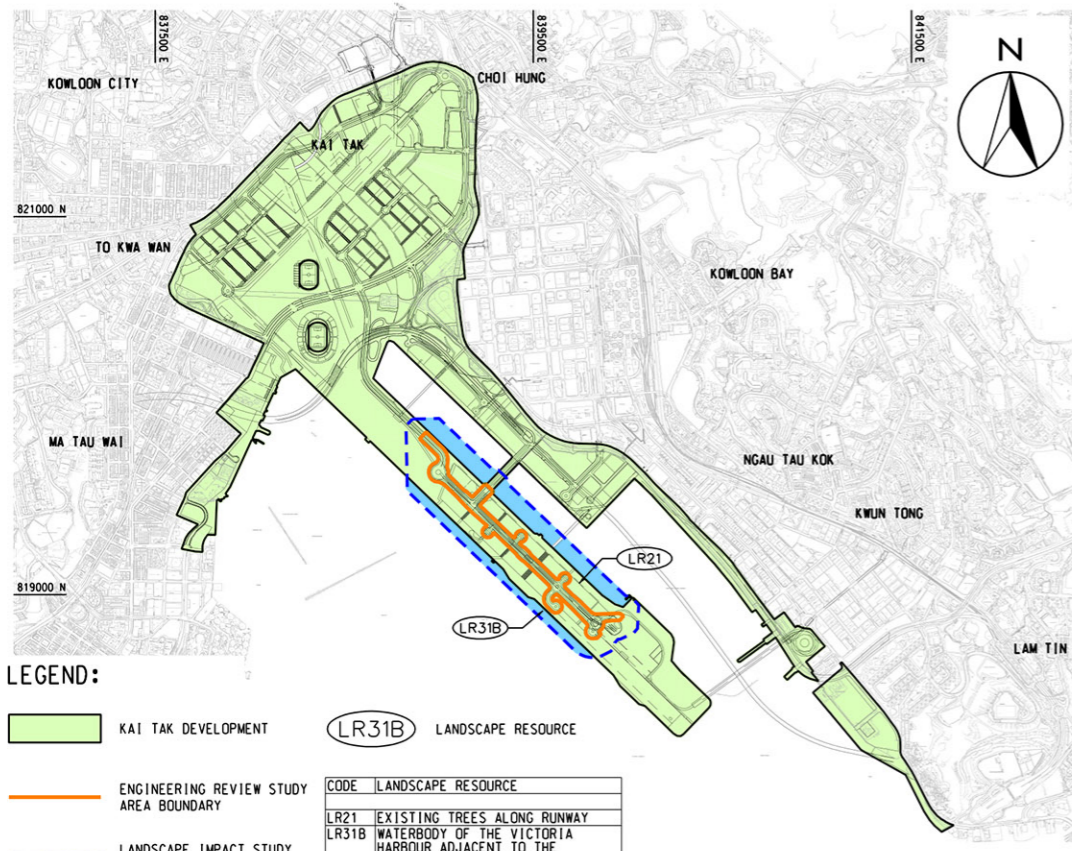 837500 E
839500 E
841500 E
N
KOWLOON CITY
CHOI HUNG
KAI TAK
821000 N
TO KWA WAN
KOWLOON BAY
MA TAU WAI
NGAU TAU KOK
KWUN TONG
LR21
819000 N
LR31B
LAM TIN
LEGEND:
KAI TAK DEVELOPMENT
LR31B LANDSCAPE RESOURCE
ENGINEERING REVIEW STUDY
AREA BOUNDARY
CODE LANDSCAPE RESOURCE
LR21 EXISTING TREES ALONG RUNWAY
LR31B WATERBODY OF THE VICTORIA
HARBOUR ADJACENT TO THE
LANDSCAPE IMPACT STUDY